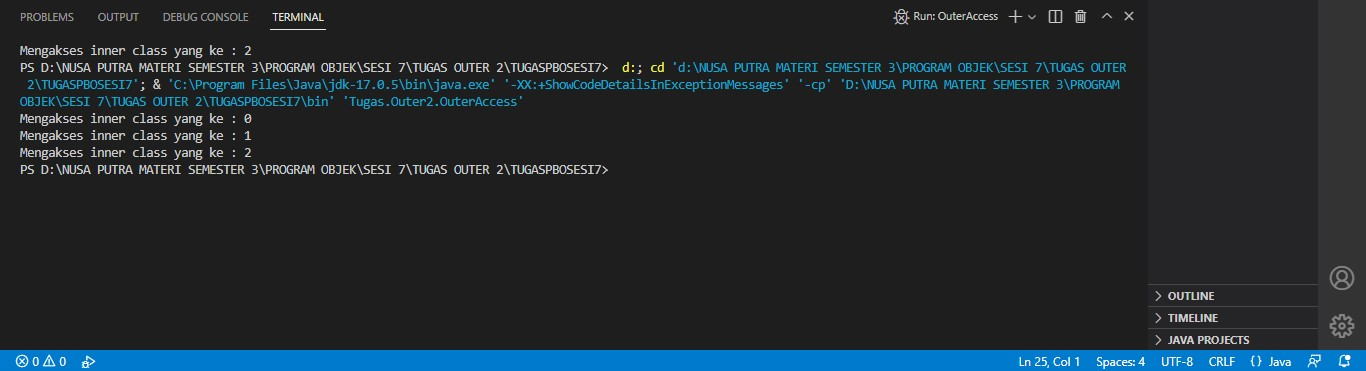 PROBLEMS OUTPUT DEBUG CONSOLE TERMINAL Run: OuterAccess
Mengakses inner class yang ke : 2
PS D:\NUSA PUTRA MATERI SEMESTER 3\PROGRAM OBJEK\SESI 7\TUGAS OUTER 2\TUGASPBOSESI7> d:; cd 'd:\NUSA PUTRA MATERI SEMESTER 3\PROGRAM OBJEK\SESI 7\TUGAS OUTER
2\TUGASPBOSESI7'; & 'C:\Program Files\Java\jdk-17.0.5\bin\java.exe' '-XX:+ShowCodeDetailsInExceptionMessages' '-cp' 'D:\NUSA PUTRA MATERI SEMESTER 3\PROGRAM
OBJEK\SESI 7\TUGAS OUTER 2\TUGASPBOSESI7\bin' 'Tugas.Outer2.OuterAccess'
Mengakses inner class yang ke : 0
Mengakses inner class yang ke : 1
Mengakses inner class yang ke : 2
PS D:\NUSA PUTRA MATERI SEMESTER 3\PROGRAM OBJEK\SESI 7\TUGAS OUTER 2\TUGASPBOSESI7>
OUTLINE
TIMELINE
JAVA PROJECTS
0 0 Ln 25, Col 1 Spaces: 4 UTF-8 CRLF {} Java